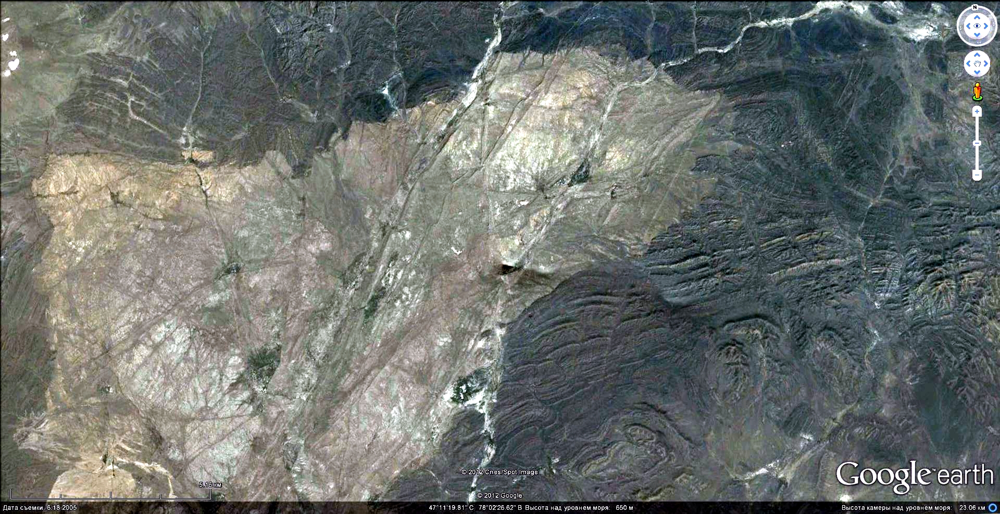 N
Google™ earth
© 2012 Cnes/Spot Image
5.16 км
© 2012 Google
Дата съемки: 6.18.2005
47°11'19.81" С 78°02'26.62" В Высота над уровнем моря: 650 м
Высота камеры над уровнем моря: 23.06 км